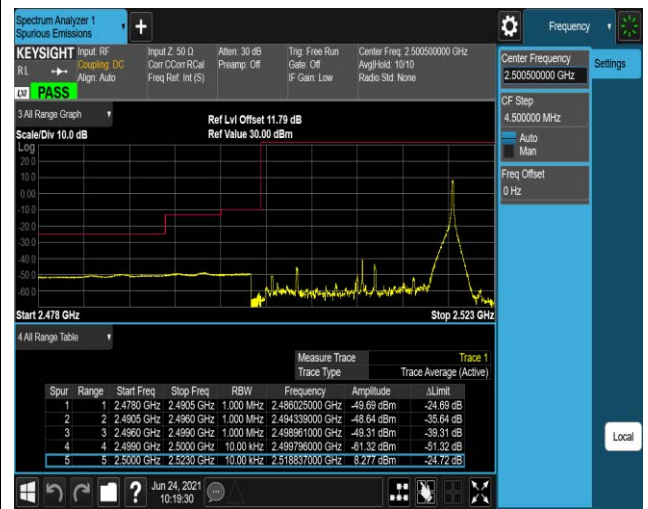 Spectrum Analyzer 1
Spurious Emissions
+
Frequency
KEYSIGHT
RL
Align: Auto
Input: RF
Coupling: DC
Input Z: 50 Ω
Corr CCorr RCal
Freq Ref: Int (S)
Atten: 30 dB
Preamp: Off
Trig: Free Run
Gate: Off
IF Gain: Low
Center Freq: 2.500500000 GHz
Avg|Hold: 10/10
Radio Std: None
LXI PASS
Center Frequency
2.500500000 GHz
Settings
CF Step
4.500000 MHz
Auto
Man
Freq Offset
0 Hz
3 All Range Graph
Scale/Div 10.0 dB
Ref Lvl Offset 11.79 dB
Ref Value 30.00 dBm
Log
20.0
10.0
0.00
-10.0
-20.0
-30.0
-40.0
-50.0
-60.0
Start 2.478 GHz
Stop 2.523 GHz
4 All Range Table
Measure Trace Trace 1
Trace Type Trace Average (Active)
Spur Range Start Freq Stop Freq RBW Frequency Amplitude ΔLimit
1 1 2.4780 GHz 2.4905 GHz 1.000 MHz 2.486025000 GHz -49.69 dBm -24.69 dB
2 2 2.4905 GHz 2.4960 GHz 1.000 MHz 2.494339000 GHz -48.64 dBm -35.64 dB
3 3 2.4960 GHz 2.4990 GHz 1.000 MHz 2.498961000 GHz -49.31 dBm -39.31 dB
4 4 2.4990 GHz 2.5000 GHz 10.00 kHz 2.499796000 GHz -61.32 dBm -51.32 dB
5 5 2.5000 GHz 2.5230 GHz 10.00 kHz 2.518837000 GHz 8.277 dBm -24.72 dB
Local
?
Jun 24, 2021
10:19:30